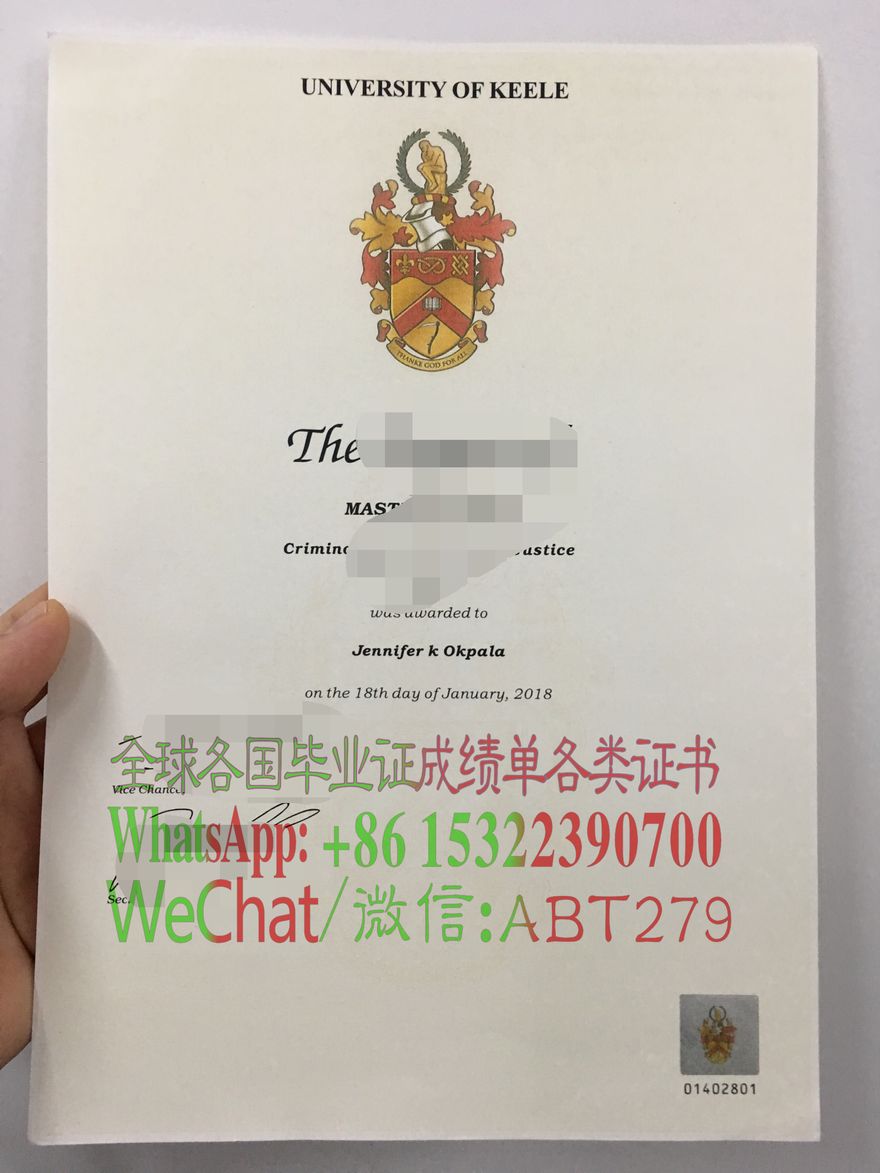 UNIVERSITY OF KEELE
THANKE GOD FOR ALL
The
was awarded to
Jennifer k Okpala
on the 18th day of January, 2018
全球各国毕业证成绩单各类证书
Vice
WhatsApp: +86 15322390700
Sec.
WeChat/微信:ABT279
01402801